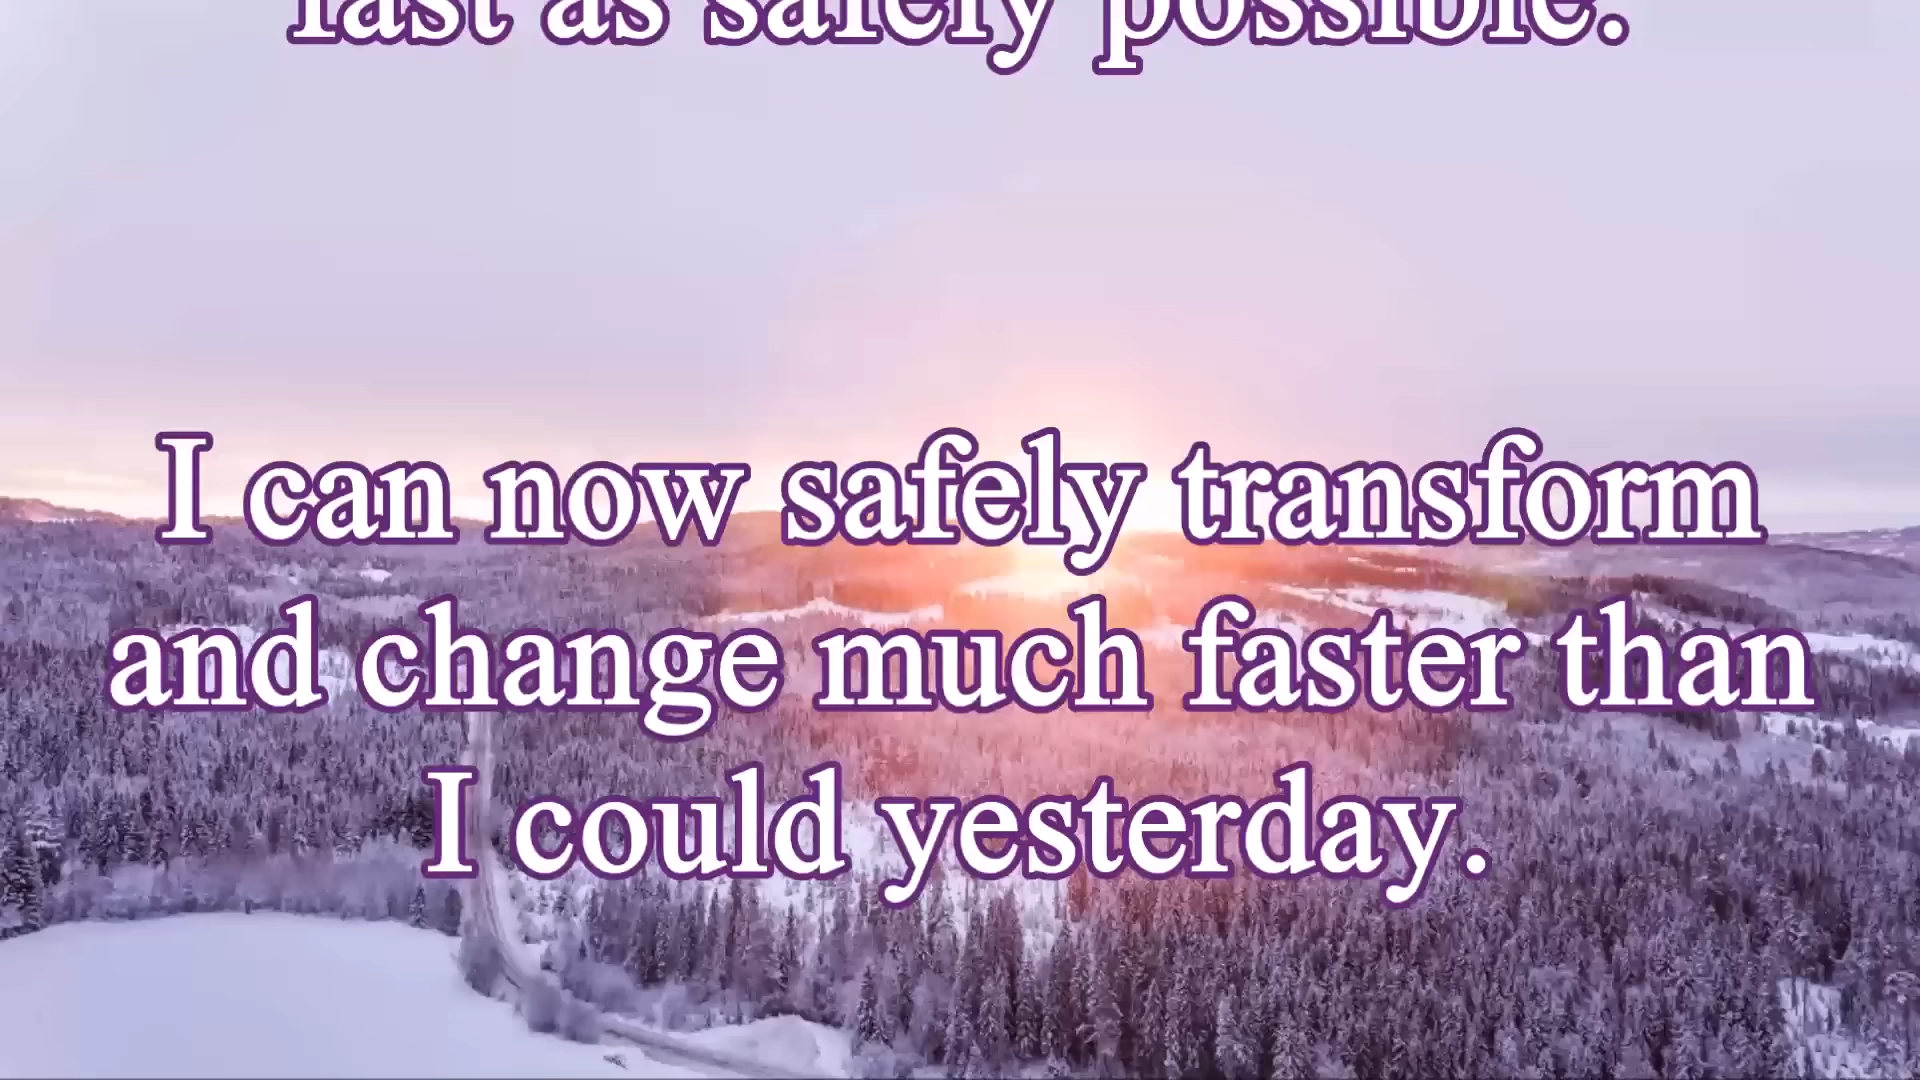 fast as safely possible.
I can now safely transform
and change much faster than
I could yesterday.